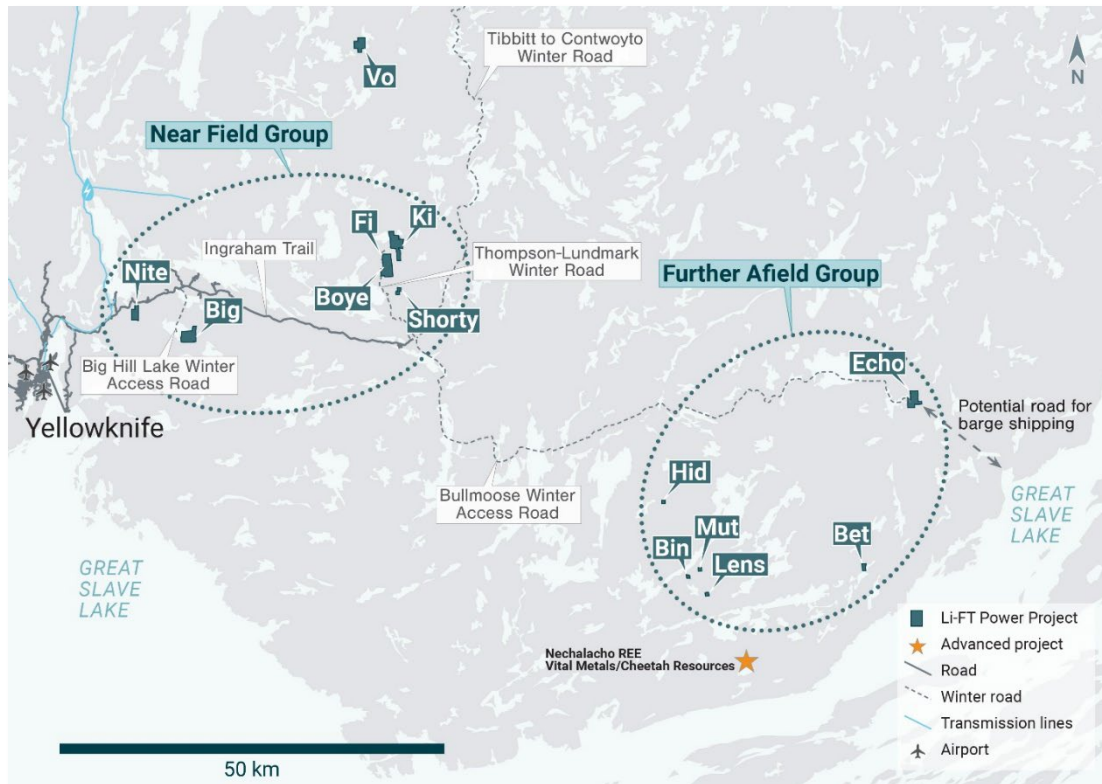 Tibbitt to Contwoyto
Winter Road
N
Vo
Near Field Group
Fi
Ki
Ingraham Trail
Thompson-Lundmark
Winter Road
Further Afield Group
Nite
Boye
Shorty
Big
Big Hill Lake Winter
Access Road
Echo
Potential road for
barge shipping
Yellowknife
Hid
Bullmoose Winter
Access Road
GREAT
SLAVE
LAKE
Mut
Bin
Bet
Lens
GREAT
SLAVE
LAKE
Li-FT Power Project
Advanced project
Road
Winter road
Transmission lines
Airport
Nechalacho REE
Vital Metals/Cheetah Resources
50 km